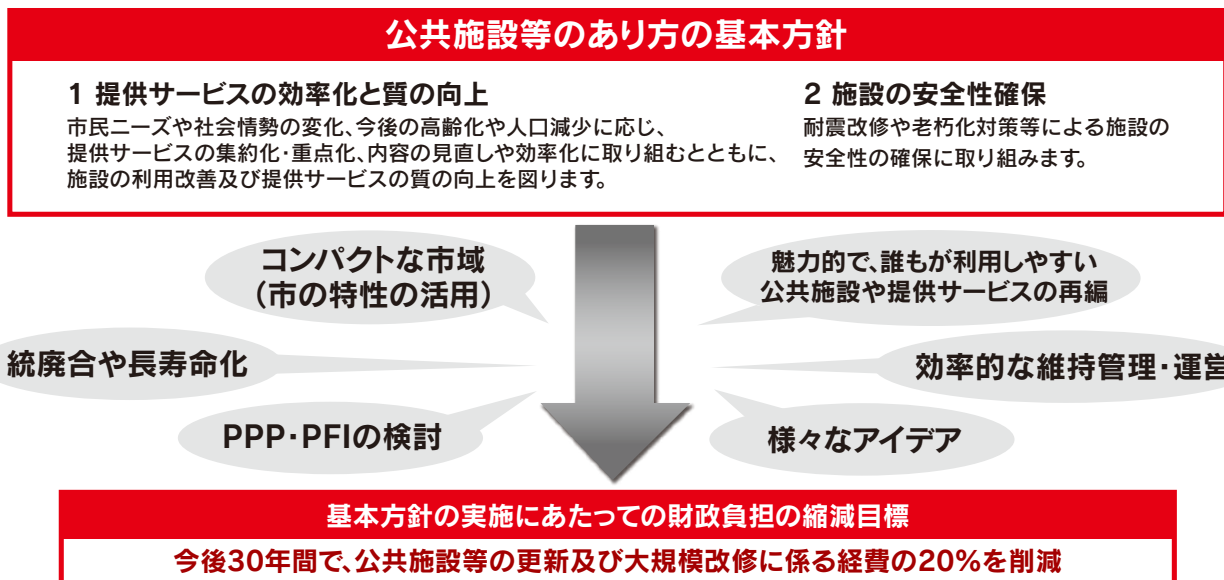 公共施設等のあり方の基本方針
1 提供サービスの効率化と質の向上
市民ニーズや社会情勢の変化、今後の高齢化や人口減少に応じ、
提供サービスの集約化・重点化、内容の見直しや効率化に取り組むとともに、
施設の利用改善及び提供サービスの質の向上を図ります。
2 施設の安全性確保
耐震改修や老朽化対策等による施設の
安全性の確保に取り組みます。
コンパクトな市域
（市の特性の活用）
魅力的で、誰もが利用しやすい
公共施設や提供サービスの再編
統廃合や長寿命化
効率的な維持管理・運営
PPP・PFIの検討
様々なアイデア
基本方針の実施にあたっての財政負担の縮減目標
今後30年間で、公共施設等の更新及び大規模改修に係る経費の20%を削減